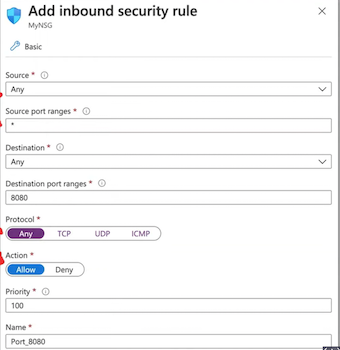 Add inbound security rule
MyNSG
Basic
Source *
Any
Source port ranges *
*
Destination *
Any
Destination port ranges *
8080
Protocol *
Any TCP UDP ICMP
Action *
Allow Deny
Priority *
100
Name *
Port_8080